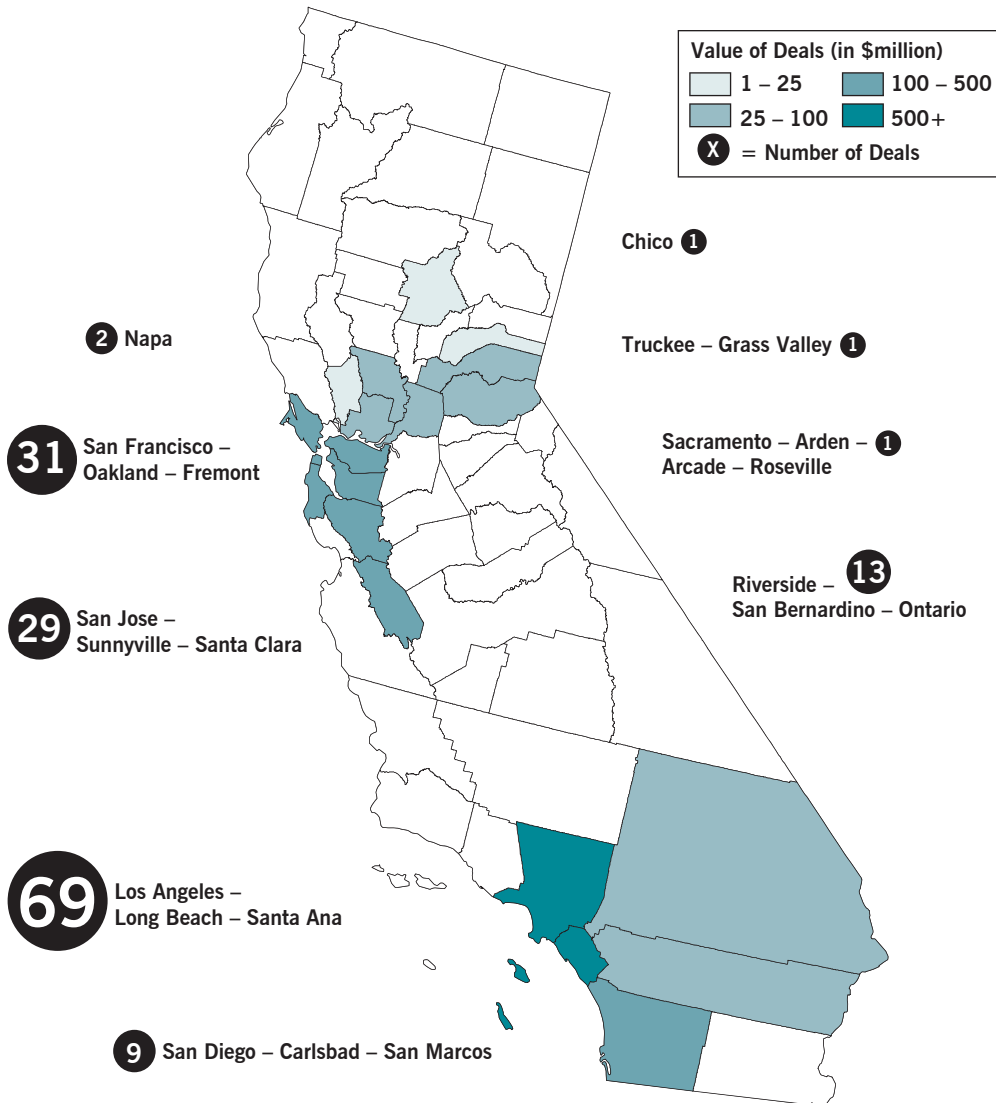 Value of Deals (in $million)
1 – 25
100 – 500
25 – 100
500+
X = Number of Deals
Chico 1
2 Napa
Truckee – Grass Valley 1
31 San Francisco –
Oakland – Fremont
Sacramento – Arden – 1
Arcade – Roseville
Riverside – 13
San Bernardino – Ontario
29 San Jose –
Sunnyville – Santa Clara
69 Los Angeles –
Long Beach – Santa Ana
9 San Diego – Carlsbad – San Marcos